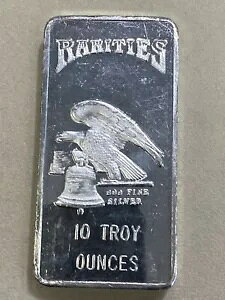 RARITIES
999 FINE
SILVER
10 TROY
OUNCES